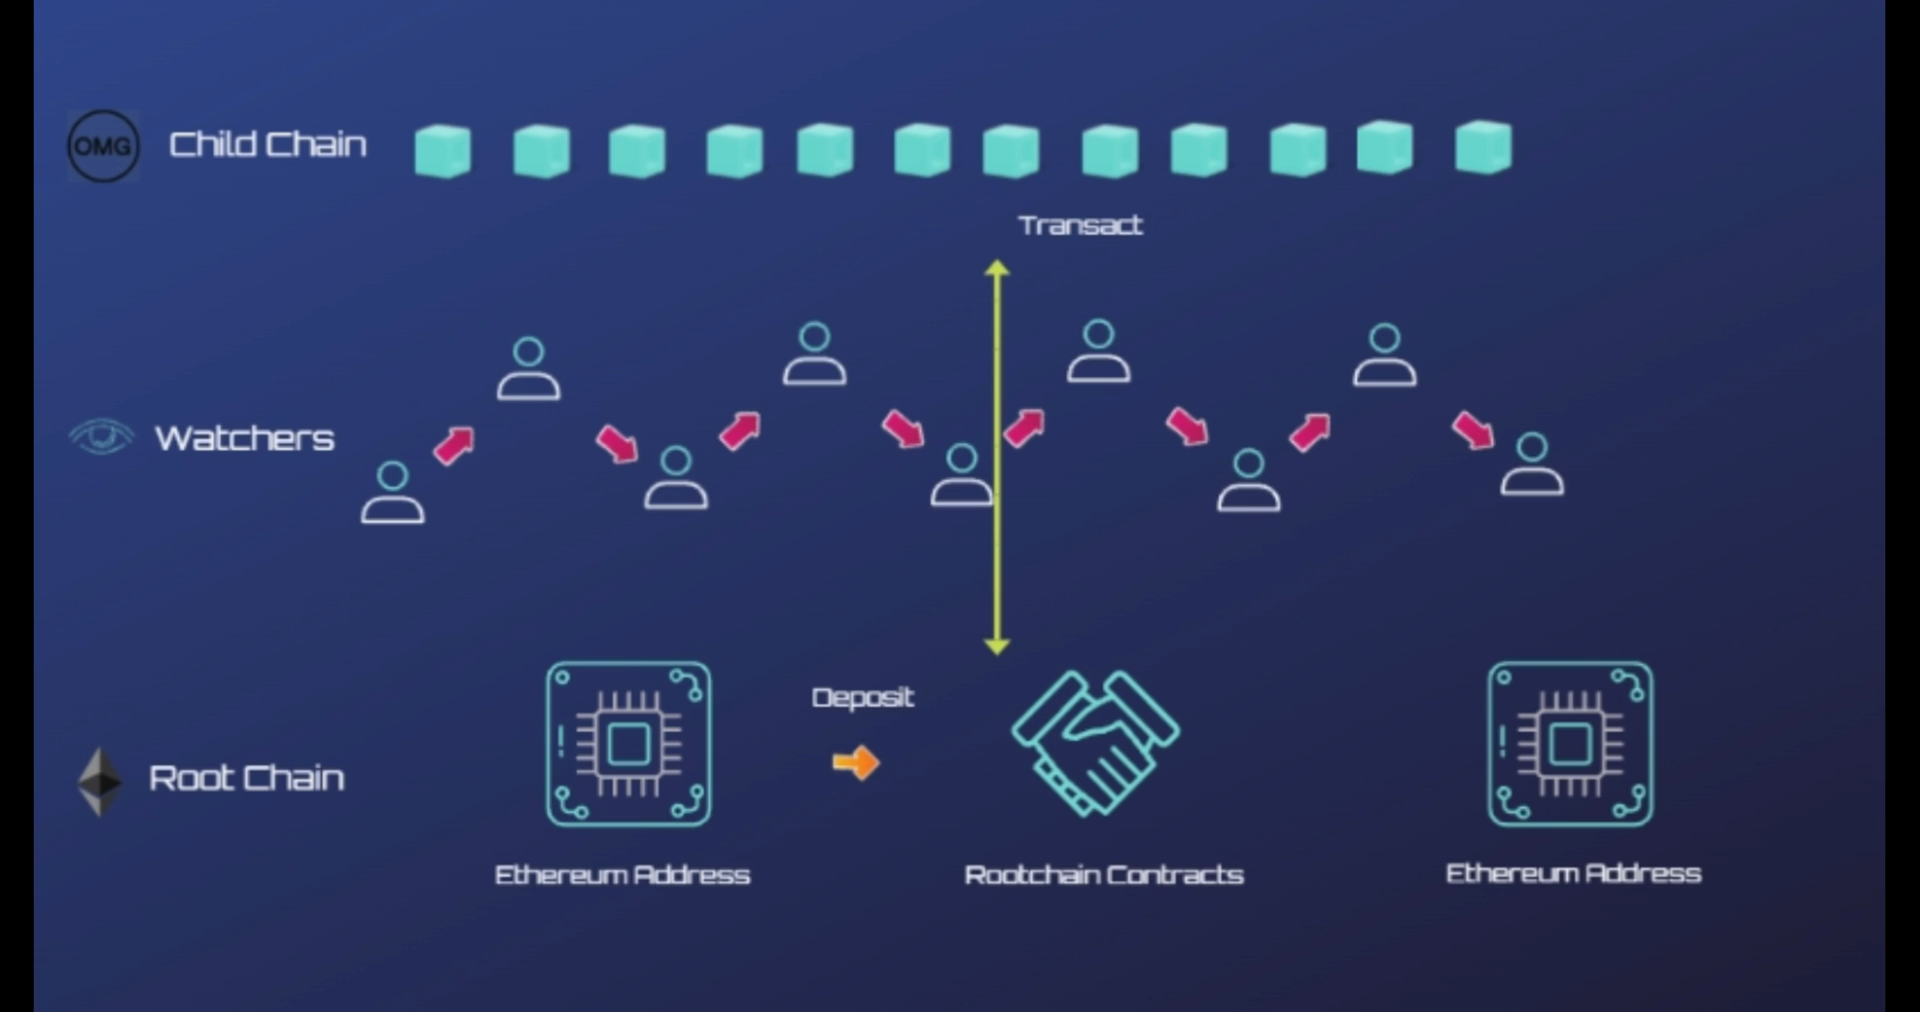 OMG
Child Chain
Transact
Watchers
Deposit
Root Chain
Ethereum Address
Rootchain Contracts
Ethereum Address